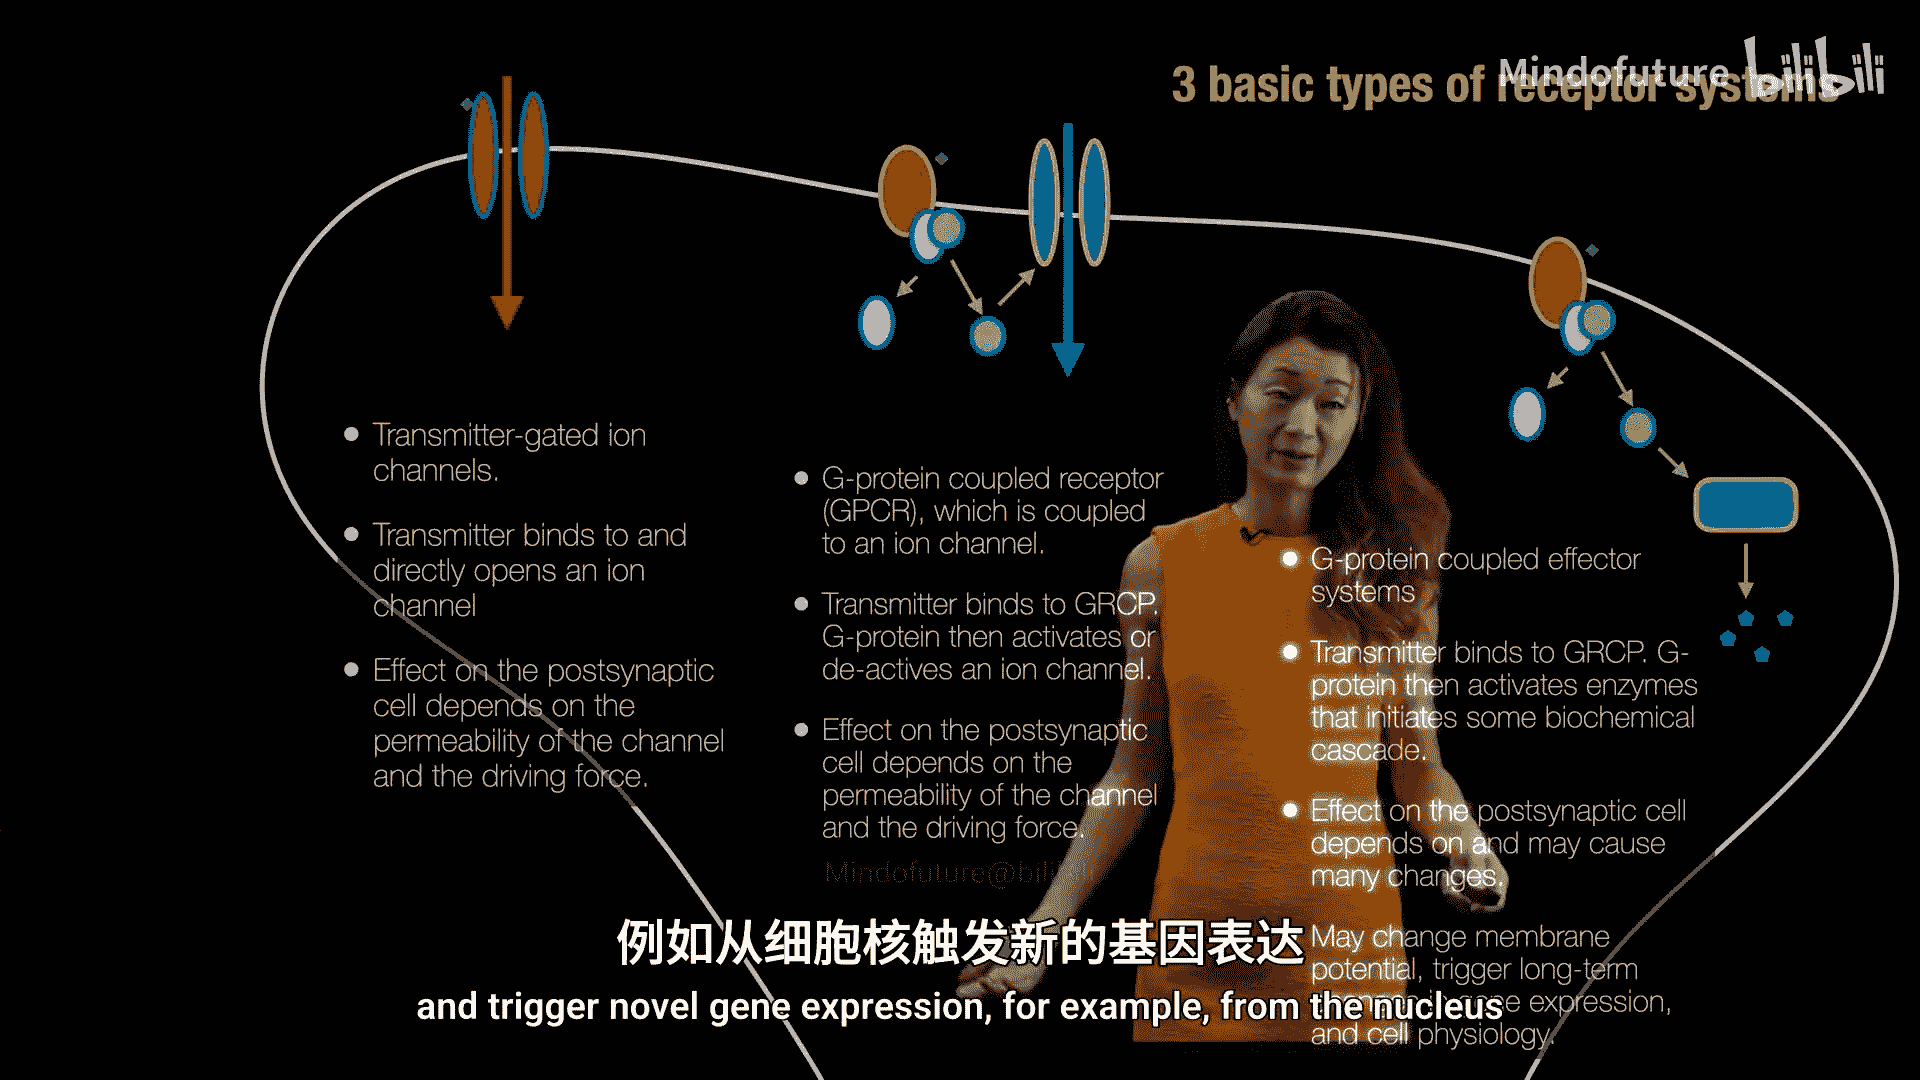 3 basic types of receptor systems
Mindofuture bilibili
Transmitter-gated ion
channels.
Transmitter binds to and
directly opens an ion
channel
Effect on the postsynaptic
cell depends on the
permeability of the channel
and the driving force.
G-protein coupled receptor
(GPCR), which is coupled
to an ion channel.
Transmitter binds to GRCP.
G-protein then activates or
de-actives an ion channel.
Effect on the postsynaptic
cell depends on the
permeability of the channel
and the driving force.
Mindofuture@bili
G-protein coupled effector
systems
Transmitter binds to GRCP. G-
protein then activates enzymes
that initiates some biochemical
cascade.
Effect on the postsynaptic cell
depends on and may cause
many changes.
May change membrane
potential, trigger long-term
gene expression,
and cell physiology.
例如从细胞核触发新的基因表达
and trigger novel gene expression, for example, from the nucleus